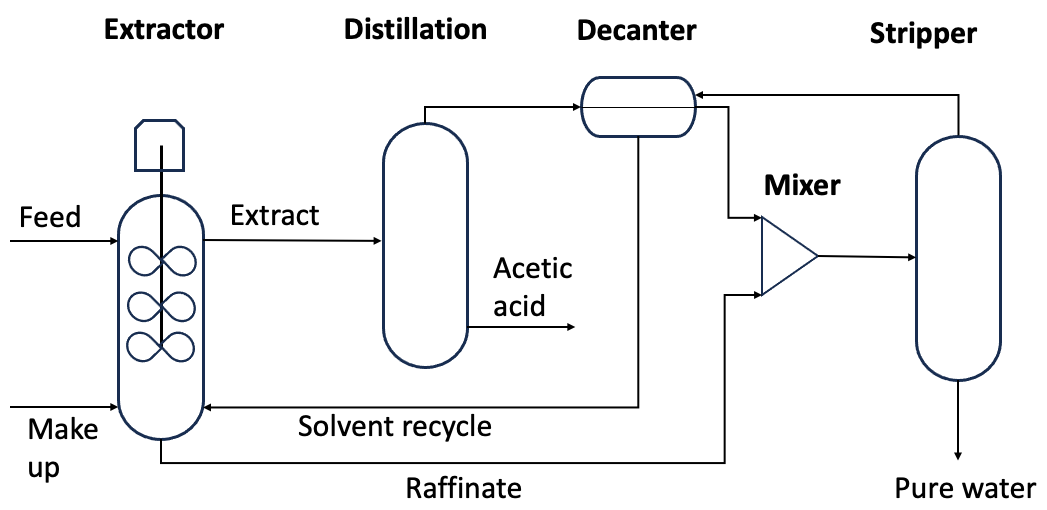 Extractor
Distillation
Decanter
Stripper
Mixer
Feed
Extract
Acetic
acid
Make
up
Solvent recycle
Raffinate
Pure water